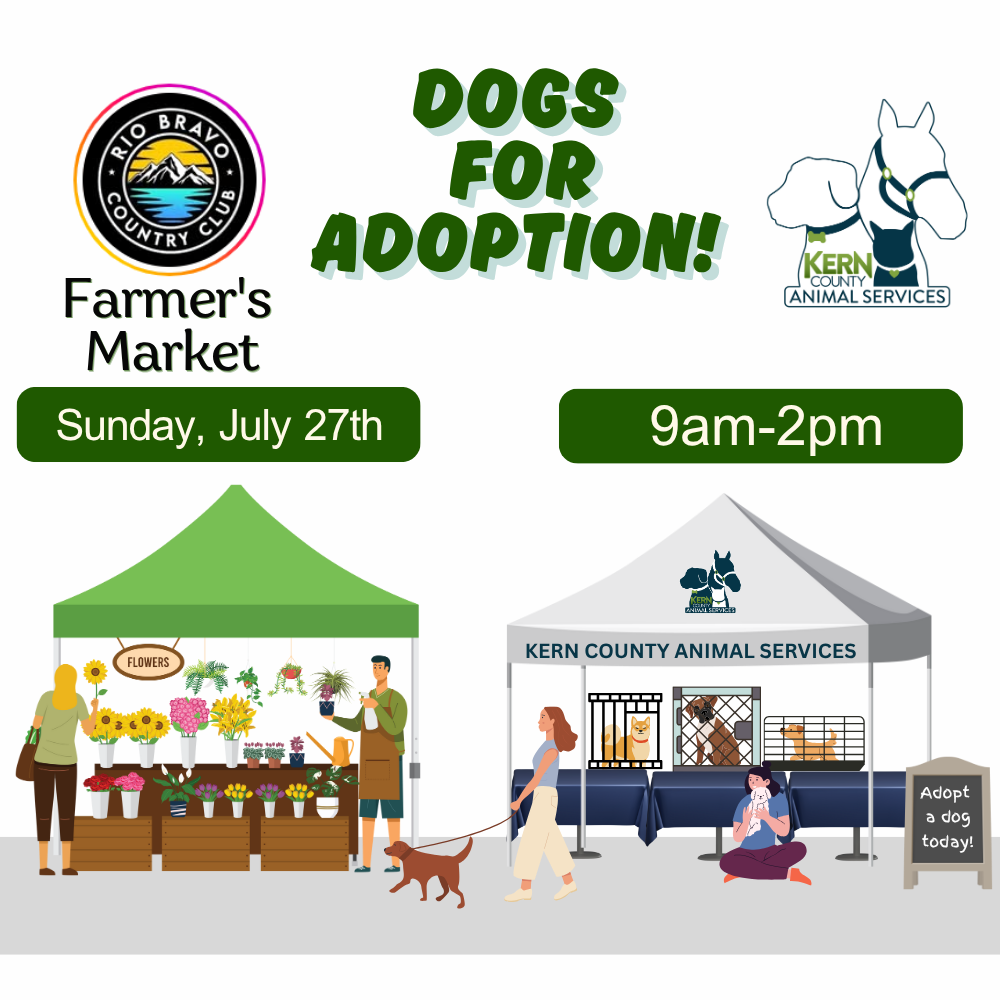 RIO BRAVO
COUNTRY CLUB
Farmer's
Market
DOGS
FOR
ADOPTION!
KERN
COUNTY
ANIMAL SERVICES
Sunday, July 27th
9am-2pm
FLOWERS
KERN
COUNTY
ANIMAL SERVICES
KERN COUNTY ANIMAL SERVICES
Adopt
a dog
today!